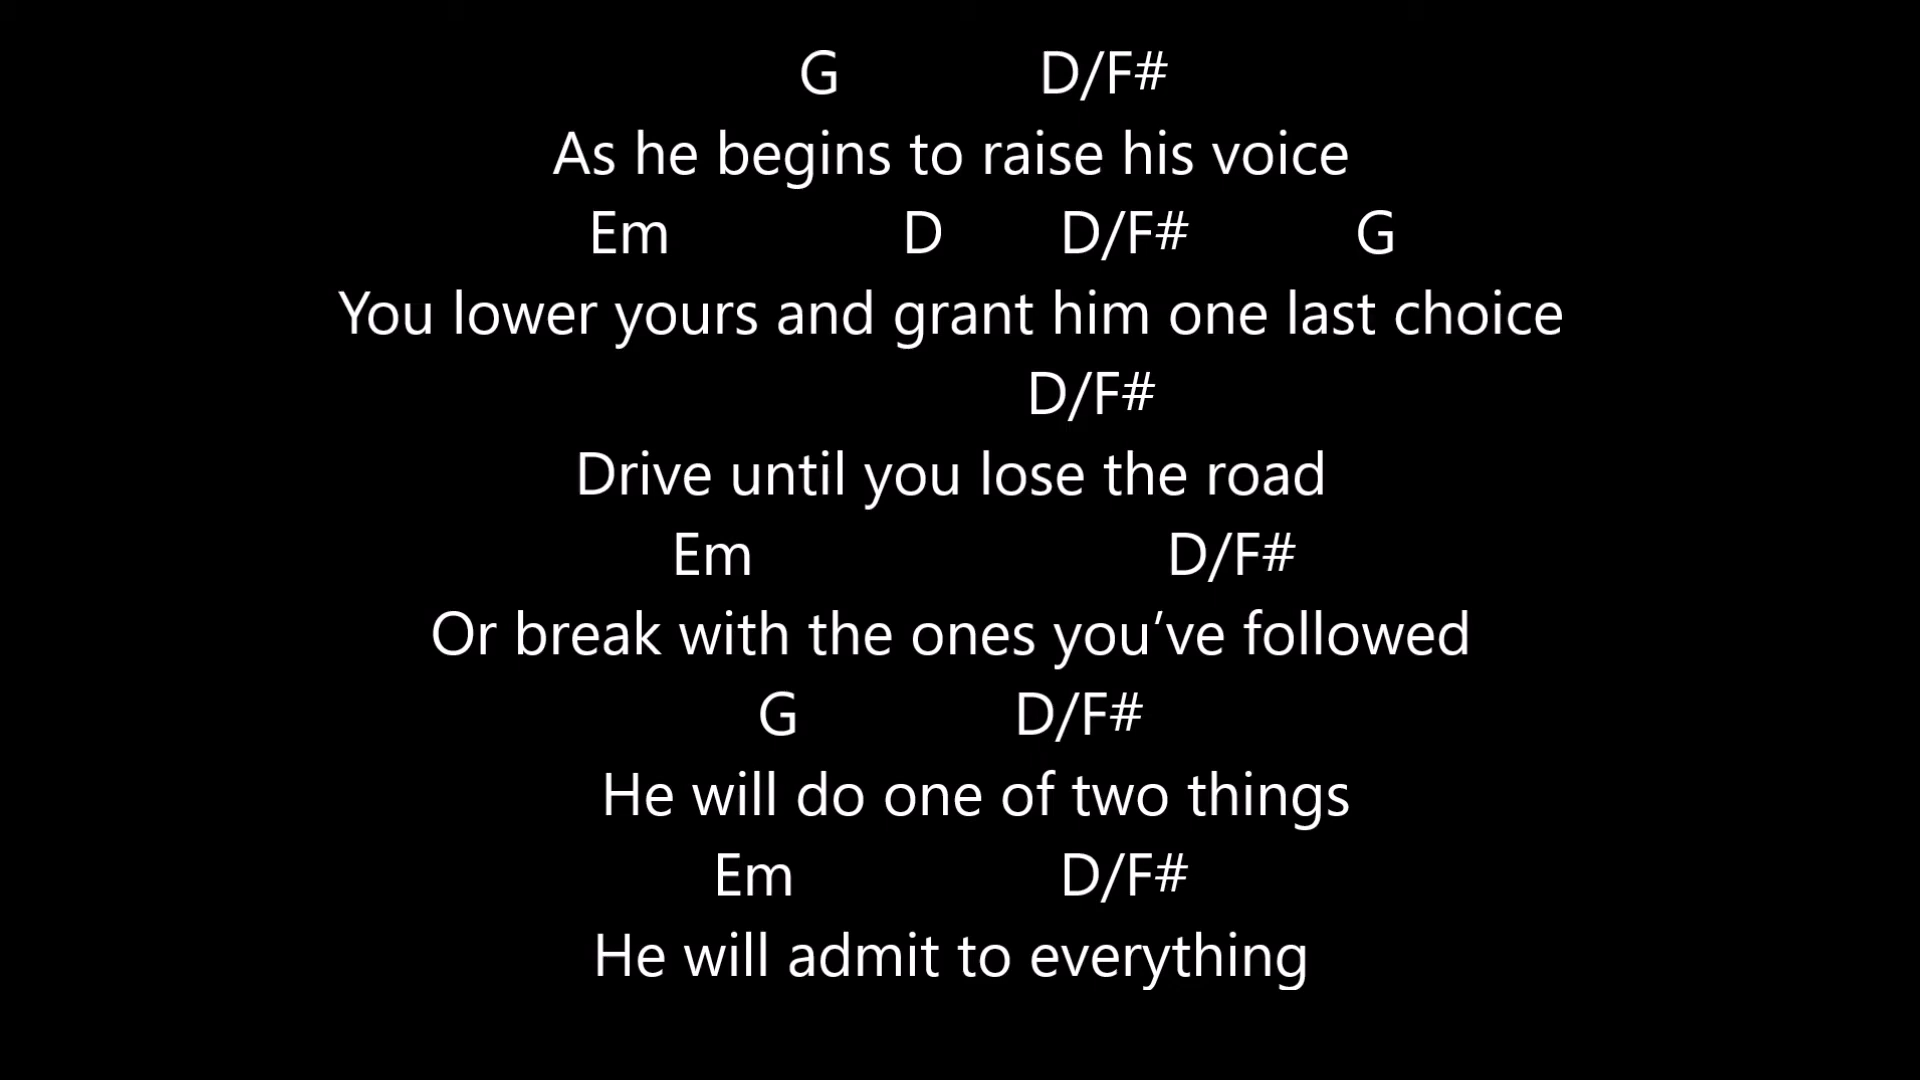 G D/F#
As he begins to raise his voice
Em D D/F# G
You lower yours and grant him one last choice
D/F#
Drive until you lose the road
Em D/F#
Or break with the ones you’ve followed
G D/F#
He will do one of two things
Em D/F#
He will admit to everything